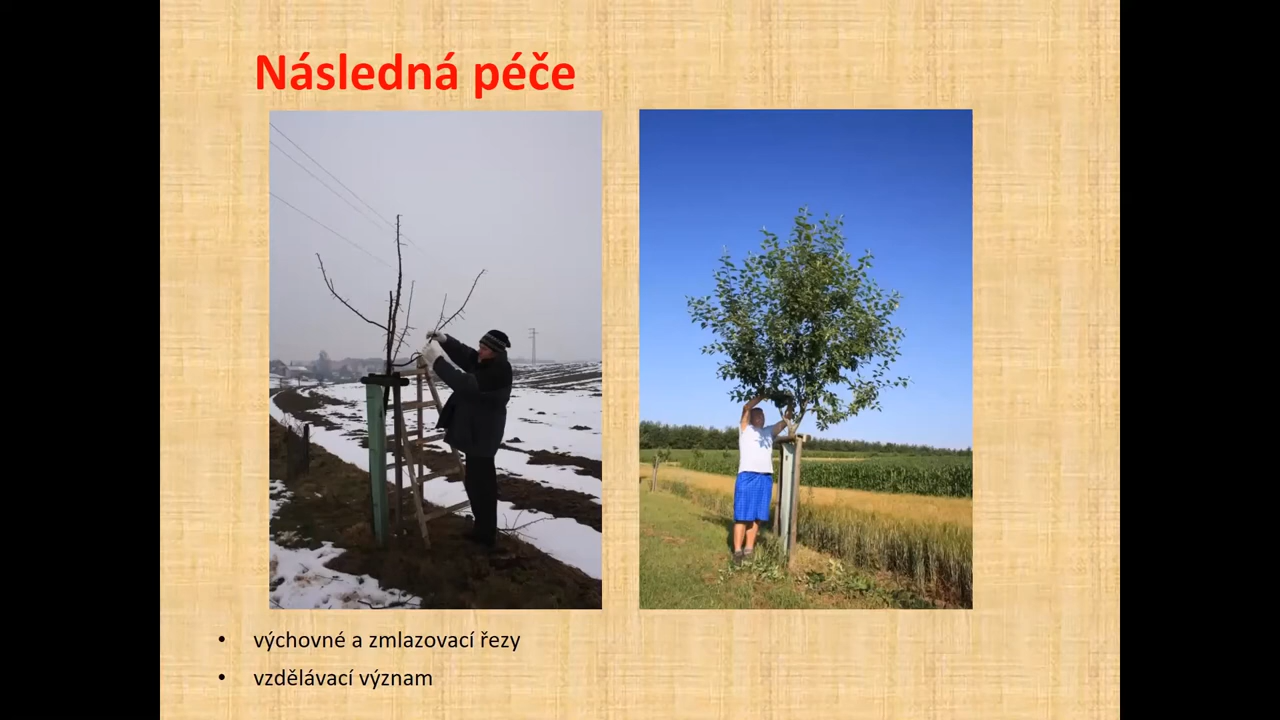 Následná péče
• výchovné a zmlazovací řezy
• vzdělávací význam